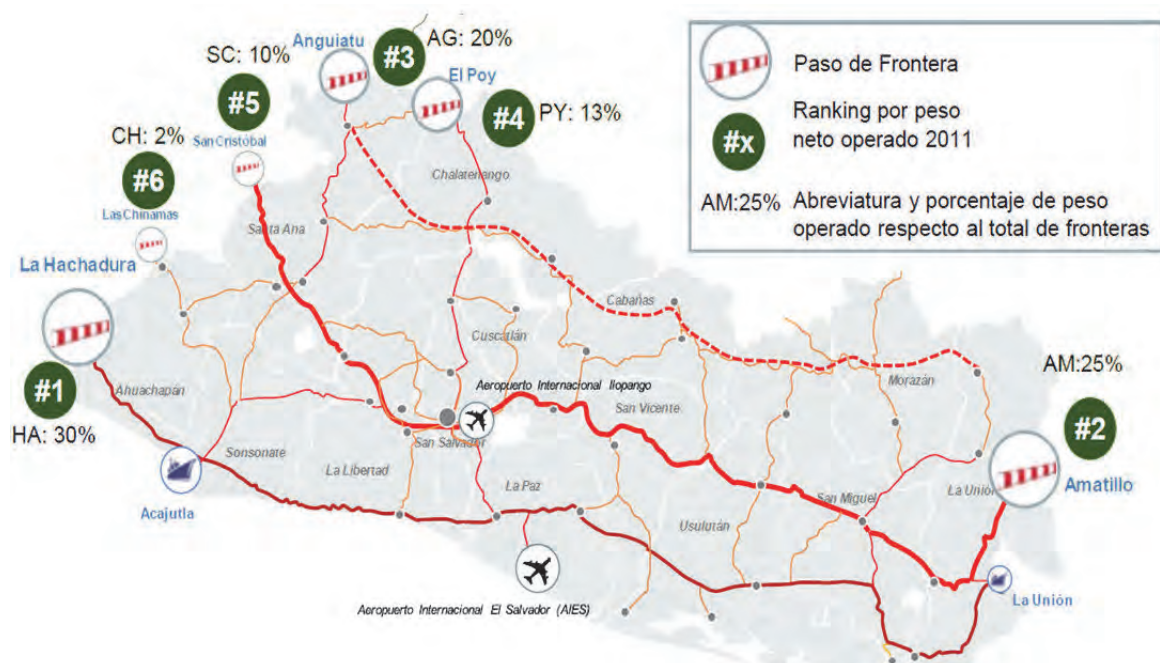 Anguiatu
#3
AG: 20%
SC: 10%
#5
El Poy
#4
PY: 13%
CH: 2%
San Cristóbal
#6
Las Chinamas
La Hachadura
#1
HA: 30%
Chalatenango
Santa Ana
Cabañas
Cuscatlán
Ahuachapán
Aeropuerto Internacional Ilopango
Morazán
AM:25%
#2
Amatillo
San Vicente
San Salvador
Sonsonate
La Libertad
La Paz
San Miguel
La Unión
Usulután
Acajutla
Aeropuerto Internacional El Salvador (AIES)
La Unión
Paso de Frontera
#x
Ranking por peso
neto operado 2011
AM:25%
Abreviatura y porcentaje de peso
operado respecto al total de fronteras